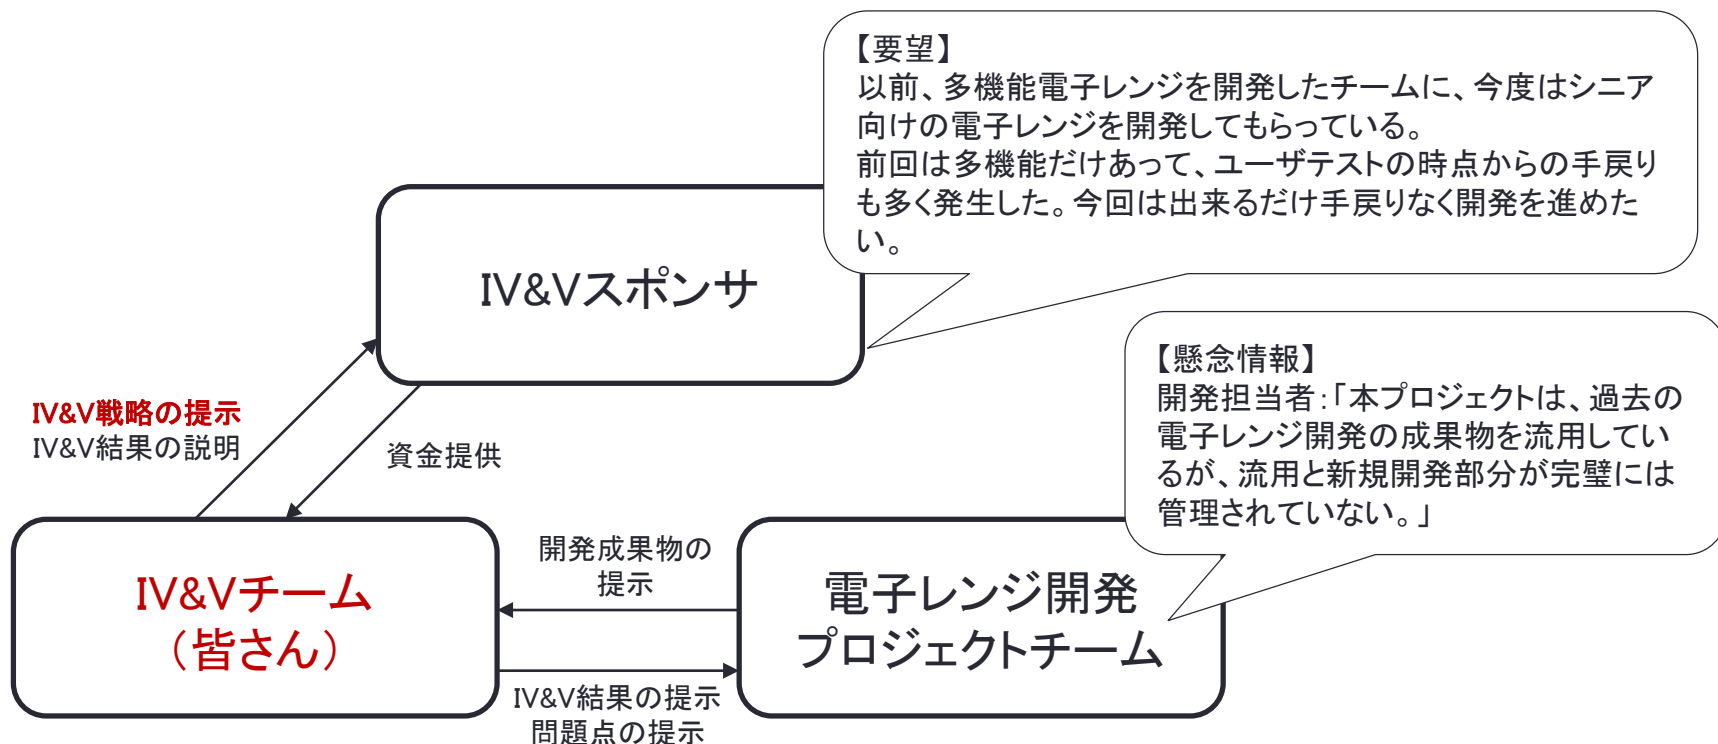 【要望】
以前、多機能電子レンジを開発したチームに、今度はシニア
向けの電子レンジを開発してもらっている。
前回は多機能だけあって、ユーザテストの時点からの手戻り
も多く発生した。今回は出来るだけ手戻りなく開発を進めた
い。
IV&Vスポンサ
【懸念情報】
開発担当者：「本プロジェクトは、過去の
電子レンジ開発の成果物を流用してい
るが、流用と新規開発部分が完璧には
管理されていない。」
IV&V戦略の提示
IV&V結果の説明
資金提供
IV&Vチーム
（皆さん）
開発成果物の
提示
電子レンジ開発
プロジェクトチーム
IV&V結果の提示
問題点の提示